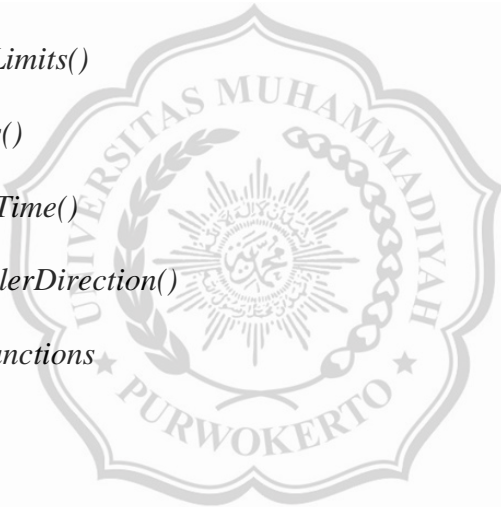 Limits()
()
Time()
lerDirection()
unctions
UNIVERSITAS MUHAMMADIYAH
PURWOKERTO